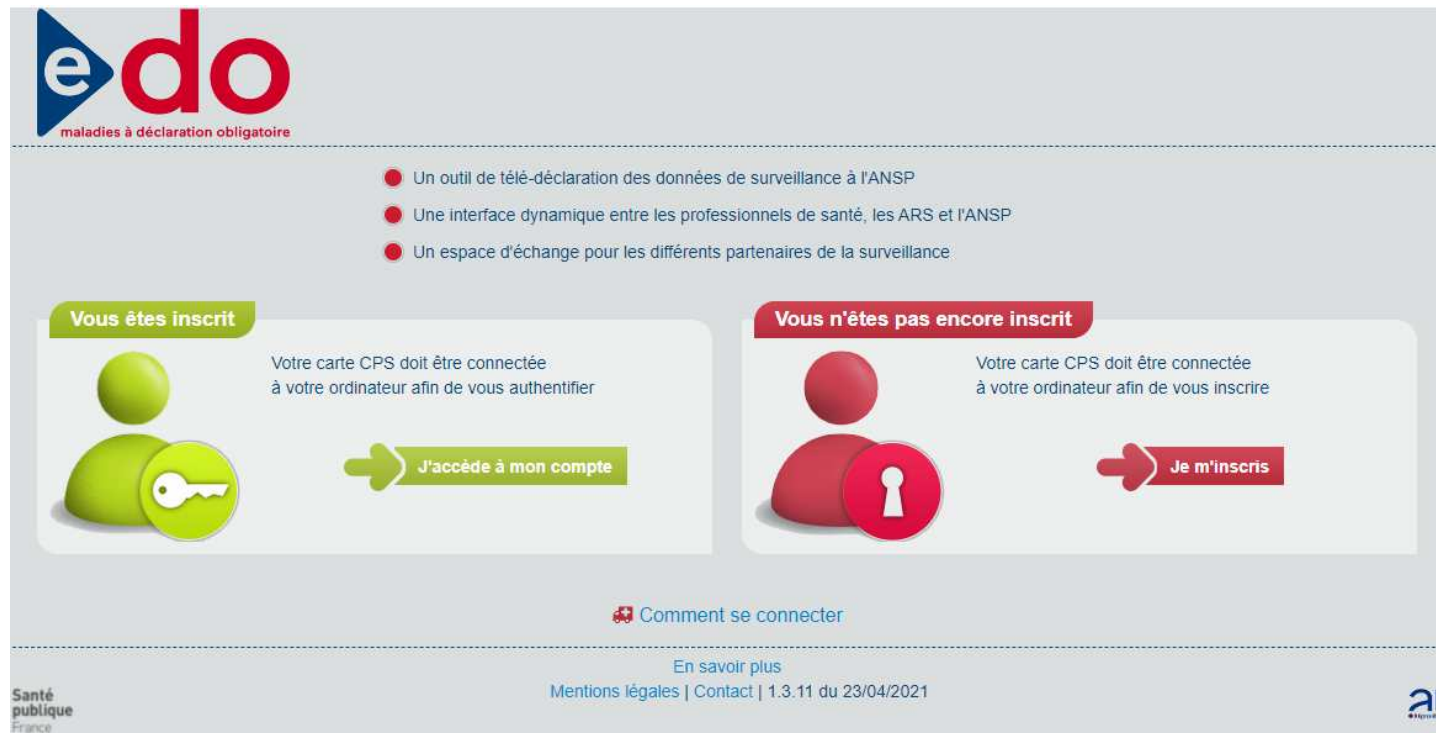 e do
maladies à déclaration obligatoire
Un outil de télé-déclaration des données de surveillance à l'ANSP
Une interface dynamique entre les professionnels de santé, les ARS et l'ANSP
Un espace d'échange pour les différents partenaires de la surveillance
Vous êtes inscrit
Votre carte CPS doit être connectée
à votre ordinateur afin de vous authentifier
J'accède à mon compte
Vous n'êtes pas encore inscrit
Votre carte CPS doit être connectée
à votre ordinateur afin de vous inscrire
Je m'inscris
Comment se connecter
En savoir plus
Mentions légales | Contact | 1.3.11 du 23/04/2021
Santé
publique
France